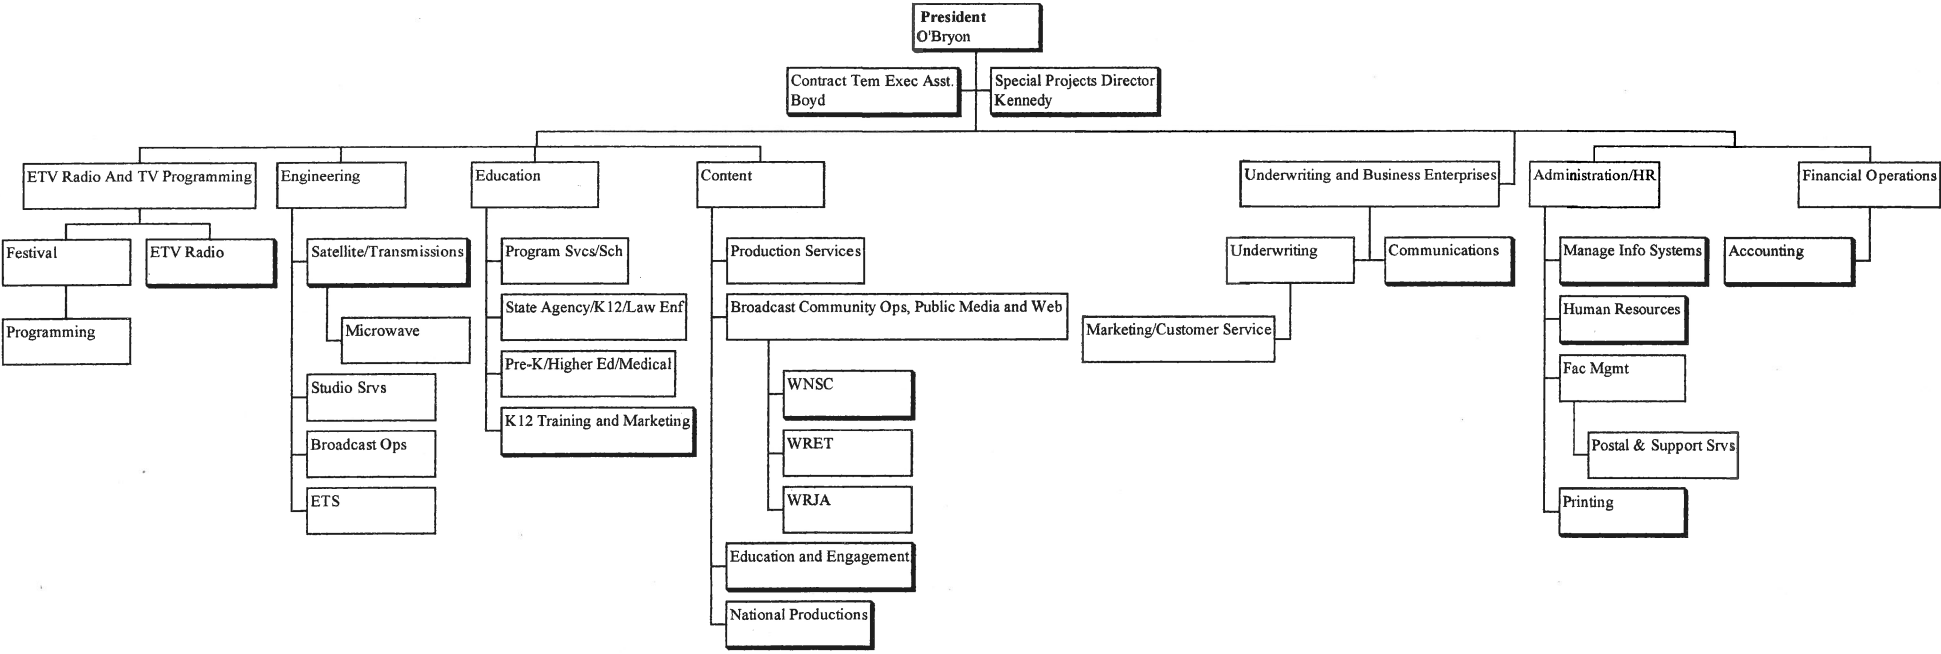 President
O'Bryon
Contract Tem Exec Asst.
Boyd
Special Projects Director
Kennedy
ETV Radio And TV Programming
Engineering
Education
Content
Underwriting and Business Enterprises
Administration/HR
Financial Operations
Festival
ETV Radio
Satellite/Transmissions
Program Svcs/Sch
Production Services
Underwriting
Communications
Manage Info Systems
Accounting
Programming
Microwave
State Agency/K12/Law Enf
Broadcast Community Ops, Public Media and Web
Marketing/Customer Service
Human Resources
Studio Srvs
Pre-K/Higher Ed/Medical
WNSC
Fac Mgmt
Broadcast Ops
K12 Training and Marketing
WRET
Postal & Support Srvs
ETS
WRJA
Printing
Education and Engagement
National Productions